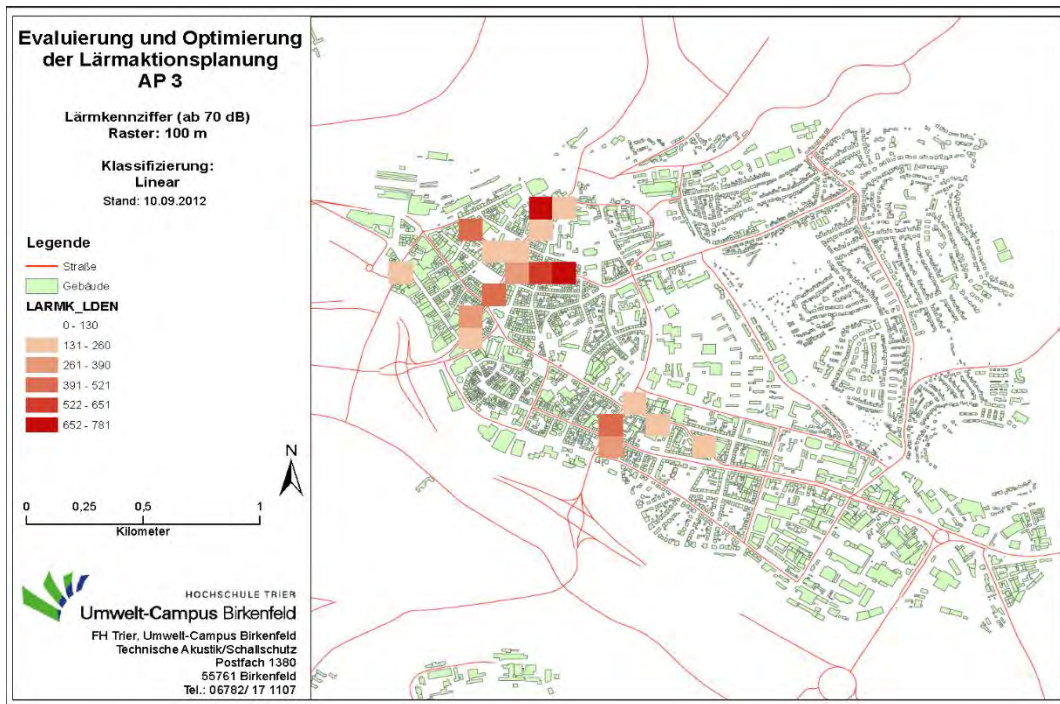 Evaluierung und Optimierung
der Lärmaktionsplanung
AP 3
Lärmkennziffer (ab 70 dB)
Raster: 100 m
Klassifizierung:
Linear
Stand: 10.09.2012
Legende
Straße
Gebäude
LARMK_LDEN
0 - 130
131 - 260
261 - 390
391 - 521
522 - 651
652 - 781
N
0 0,25 0,5 1
Kilometer
HOCHSCHULE TRIER
Umwelt-Campus Birkenfeld
FH Trier, Umwelt-Campus Birkenfeld
Technische Akustik/Schallschutz
Postfach 1380
55761 Birkenfeld
Tel.: 06782/ 17 1107